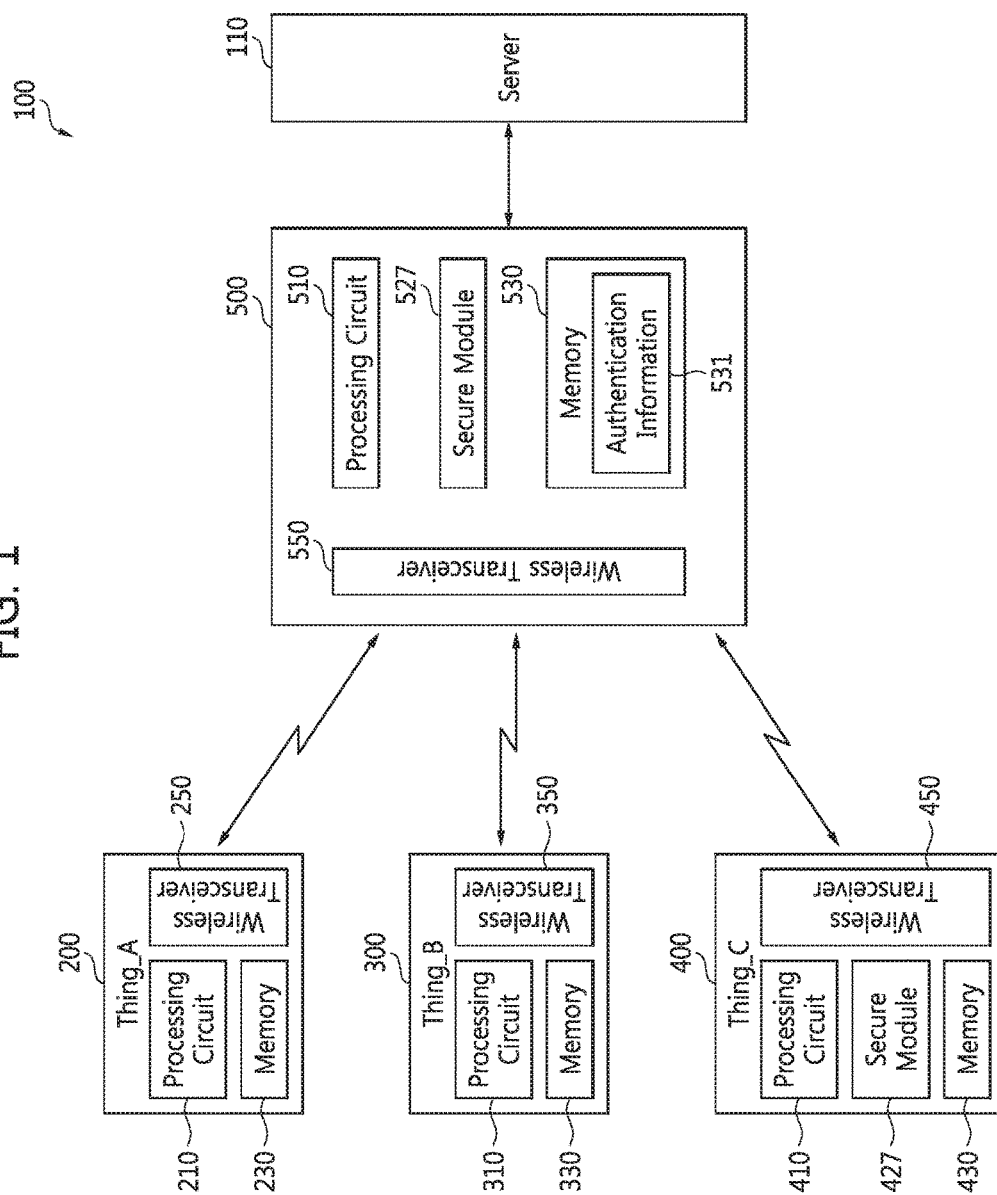 FIG. 1
100
200
Thing_A
Processing
Circuit
Wireless
Transceiver
250
Memory
210
230
300
Thing_B
Processing
Circuit
Wireless
Transceiver
350
Memory
310
330
400
Thing_C
Processing
Circuit
Secure
Module
Memory
Wireless
Transceiver
450
410
427
430
500
550
Wireless Transceiver
510
Processing Circuit
527
Secure Module
530
Memory
Authentication
Information
531
110
Server